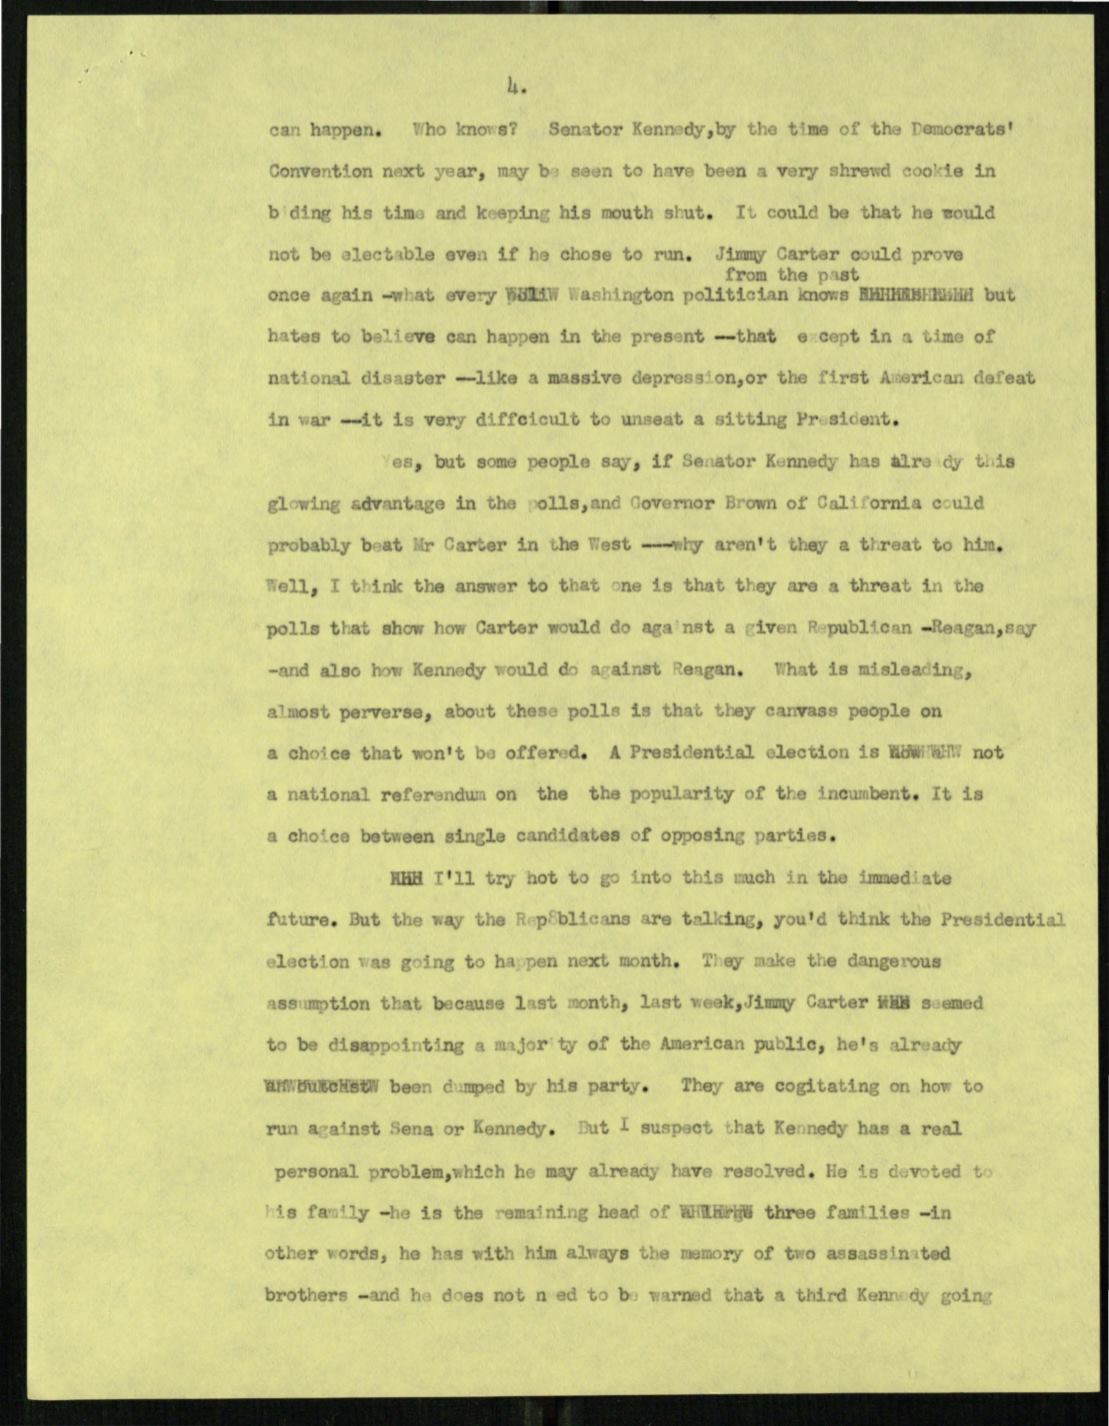 4.
can happen. Who knows? Senator Kennedy,by the time of the Democrats'
Convention next year, may be seen to have been a very shrewd cookie in
b ding his time and keeping his mouth shut. It could be that he would
not be electable even if he chose to run. Jimmy Carter could prove
from the past
once again -what every Washington politician knows but
hates to believe can happen in the present --that e cept in a time of
national disaster --like a massive depression,or the first American defeat
in war --it is very diffcicult to unseat a sitting President.
Yes, but some people say, if Senator Kennedy has alre dy this
glowing advantage in the polls,and Governor Brown of California could
probably beat Mr Carter in the West ---why aren't they a threat to him.
Well, I think the answer to that one is that they are a threat in the
polls that show how Carter would do aga nst a given Republican -Reagan,say
-and also how Kennedy would do against Reagan. What is misleading,
almost perverse, about these polls is that they canvass people on
a choice that won't be offered. A Presidential election is not
a national referendum on the the popularity of the incumbent. It is
a choice between single candidates of opposing parties.
I'll try hot to go into this much in the immediate
future. But the way the Rep8blicans are talking, you'd think the Presidential
election was going to happen next month. They make the dangerous
assumption that because last month, last week,Jimmy Carter seemed
to be disappointing a major ty of the American public, he's already
been dumped by his party. They are cogitating on how to
run against Sena or Kennedy. But I suspect that Kennedy has a real
personal problem,which he may already have resolved. He is devoted to
his family -he is the remaining head of three families -in
other words, he has with him always the memory of two assassinated
brothers -and he does not n ed to be warned that a third Kennedy going